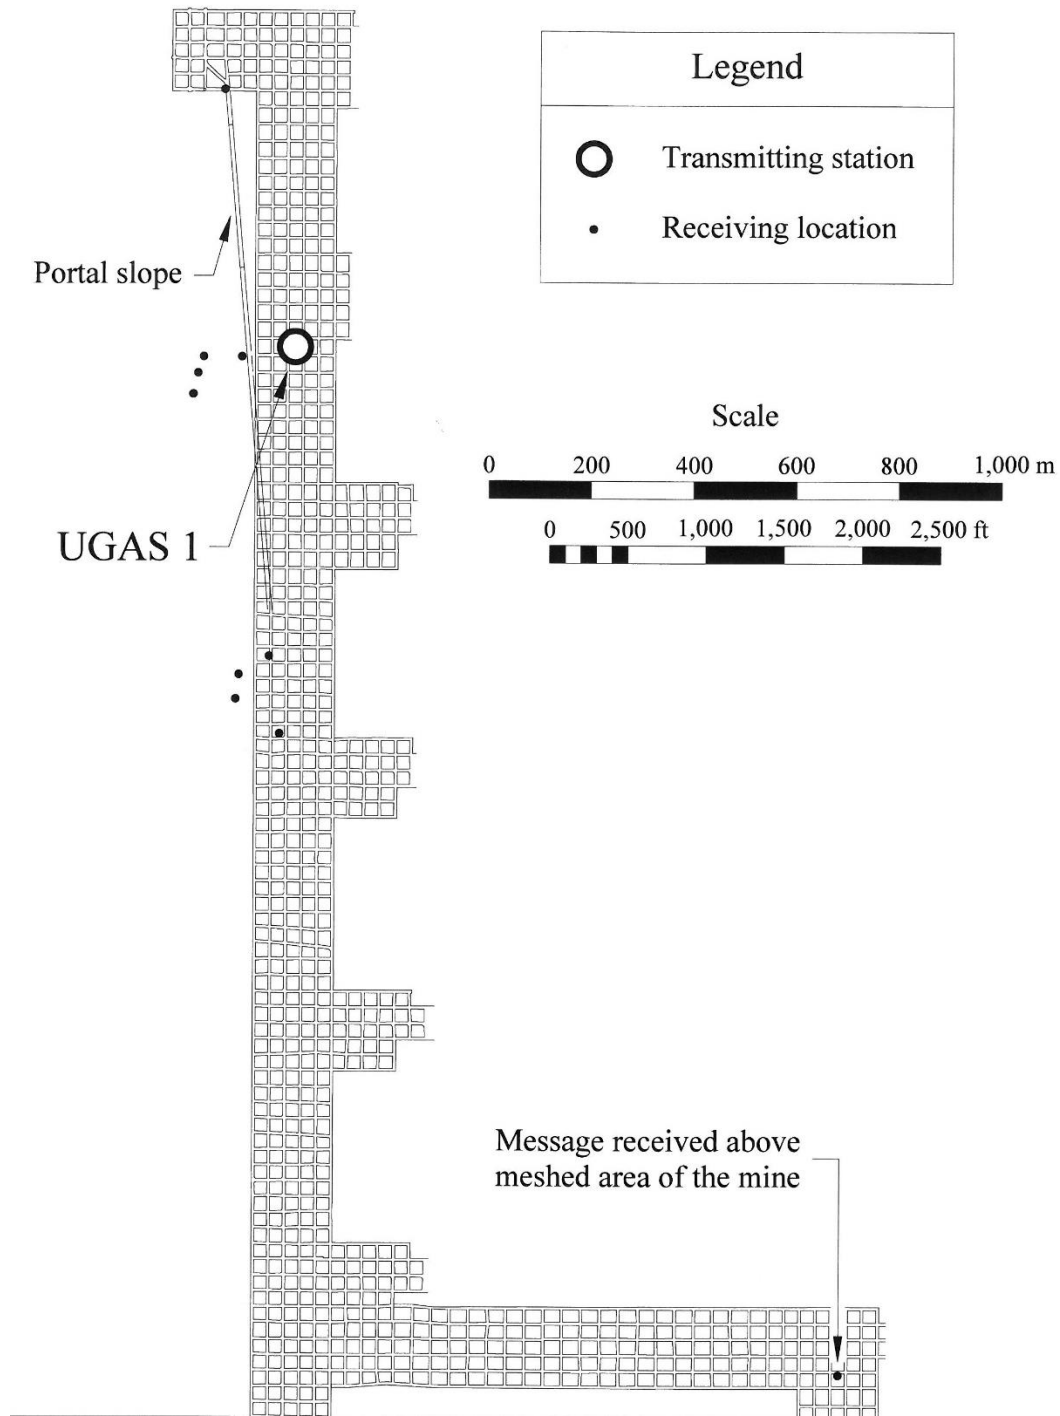 Legend
Transmitting station
Receiving location
Portal slope
Scale
0 200 400 600 800 1,000 m
0 500 1,000 1,500 2,000 2,500 ft
UGAS 1
Message received above
meshed area of the mine